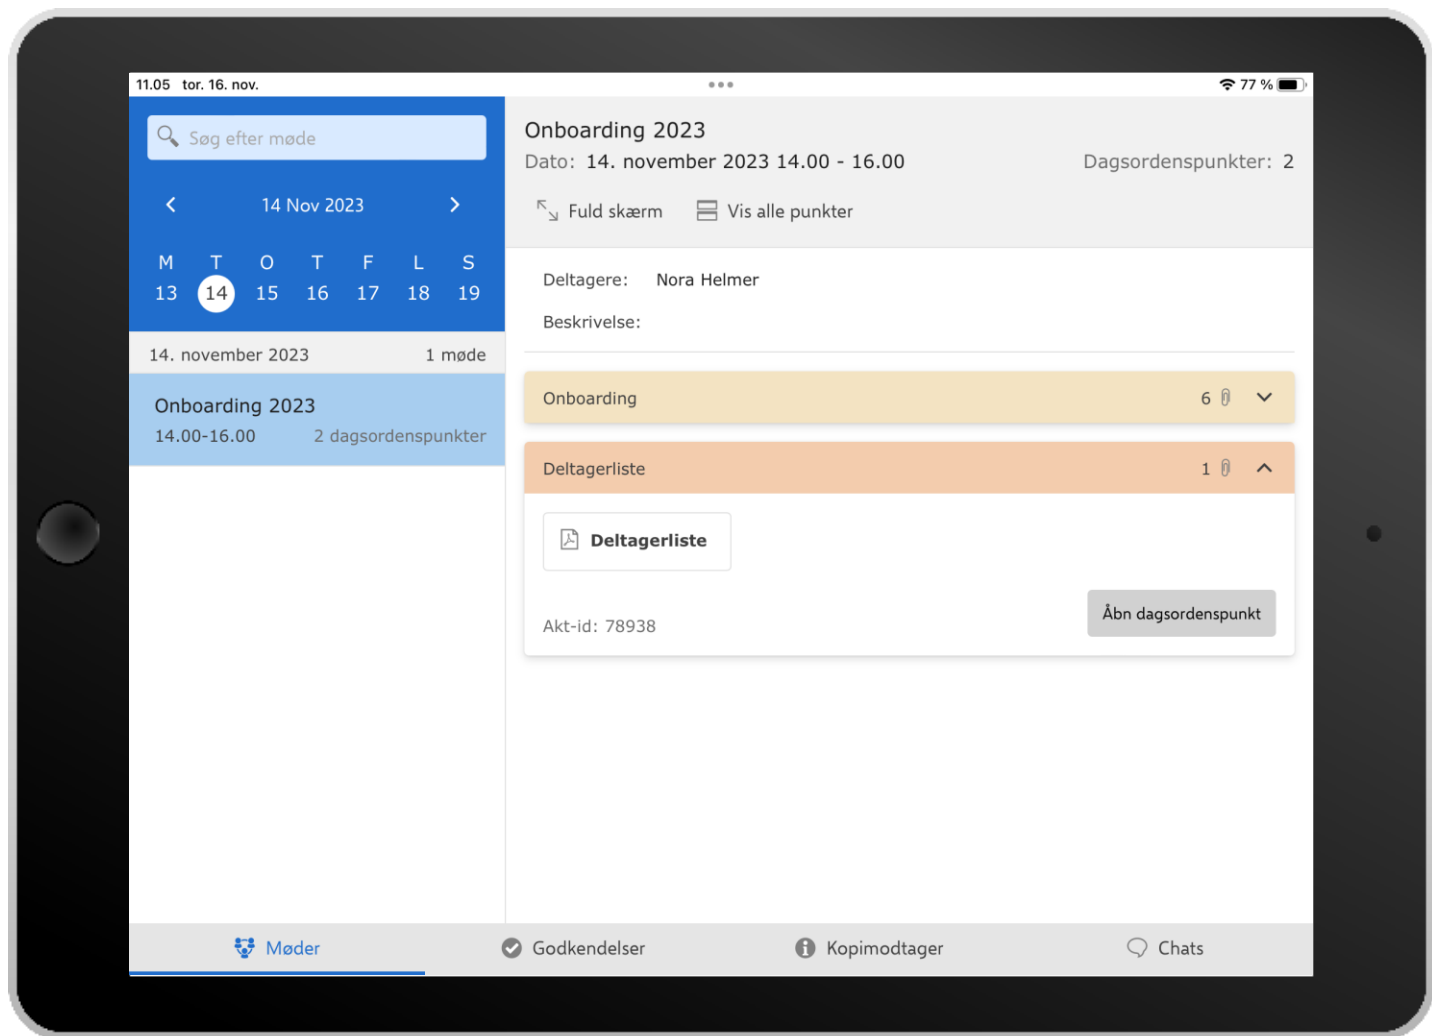 11.05 tor. 16. nov.
77 %
Søg efter møde
14 Nov 2023
M T O T F L S
13 14 15 16 17 18 19
14. november 2023 1 møde
Onboarding 2023
14.00-16.00 2 dagsordenspunkter
Onboarding 2023
Dato: 14. november 2023 14.00 - 16.00 Dagsordenspunkter: 2
Fuld skærm Vis alle punkter
Deltagere: Nora Helmer
Beskrivelse:
Onboarding 6
Deltagerliste 1
Deltagerliste
Akt-id: 78938
Åbn dagsordenspunkt
Møder Godkendelser Kopimodtager Chats